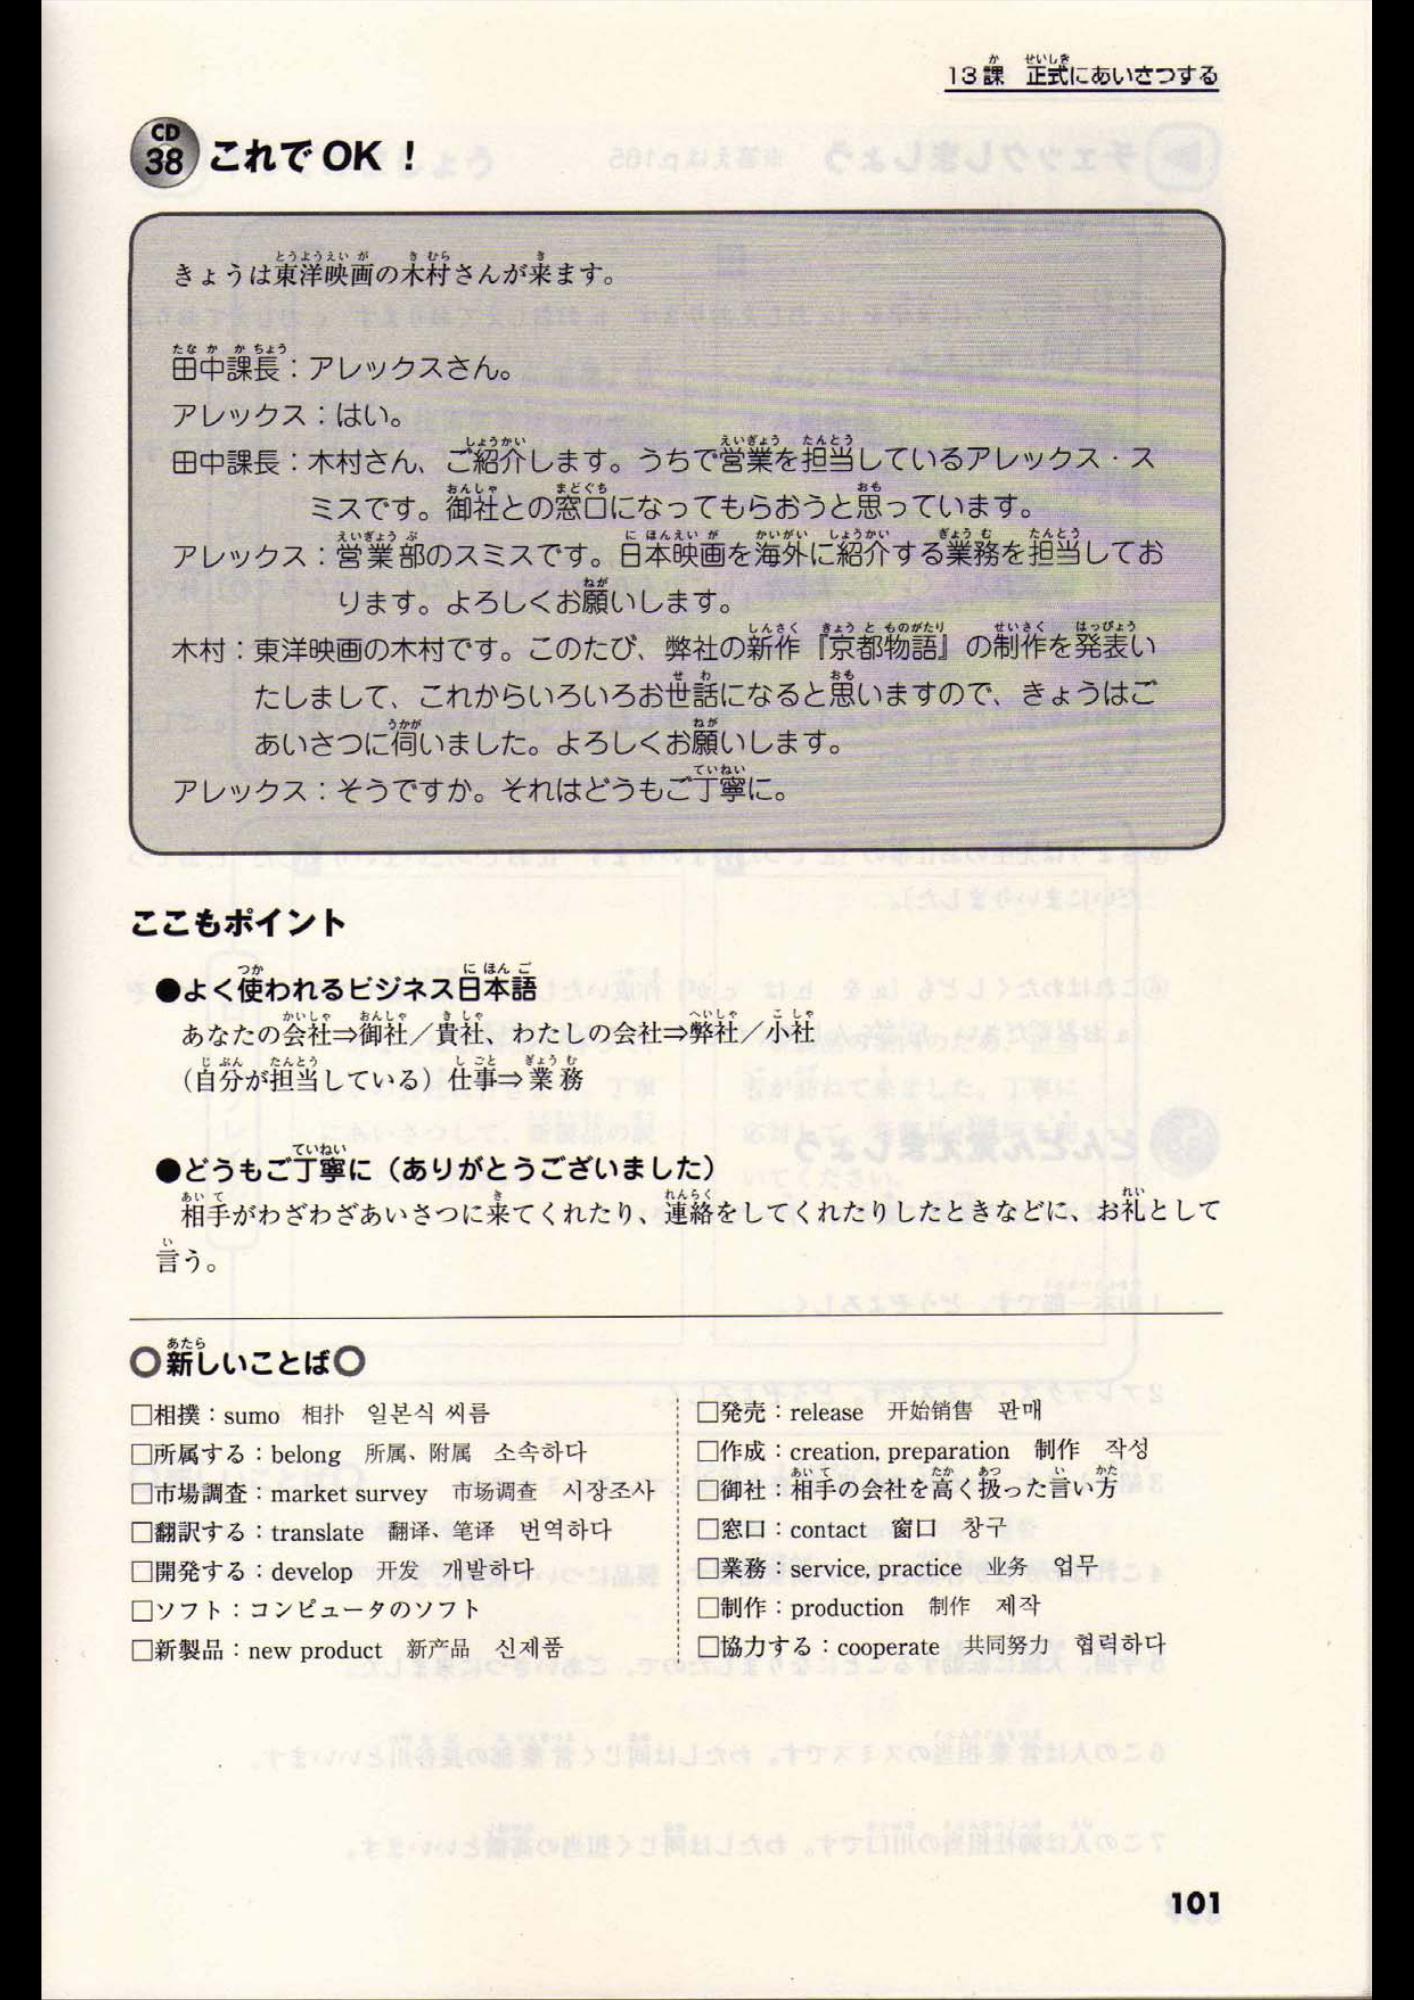 13課　正式にあいさつする
CD 38 これでOK！
きょうは東洋映画の木村さんが来ます。
田中課長：アレックスさん。
アレックス：はい。
田中課長：木村さん、ご紹介します。うちで営業を担当しているアレックス・ス
ミスです。御社との窓口になってもらおうと思っています。
アレックス：営業部のスミスです。日本映画を海外に紹介する業務を担当してお
ります。よろしくお願いします。
木村：東洋映画の木村です。このたび、弊社の新作『京都物語』の制作を発表い
たしまして、これからいろいろお世話になると思いますので、きょうはご
あいさつに伺いました。よろしくお願いします。
アレックス：そうですか。それはどうもご丁寧に。
ここもポイント
●よく使われるビジネス日本語
あなたの会社⇒御社／貴社、わたしの会社⇒弊社／小社
（自分が担当している）仕事⇒業務
●どうもご丁寧に（ありがとうございました）
相手がわざわざあいさつに来てくれたり、連絡をしてくれたりしたときなどに、お礼として
言う。
○新しいことば○
□相撲：sumo　相扑　일본식 씨름
□所属する：belong　所属、附属　소속하다
□市場調査：market survey　市场调查　시장조사
□翻訳する：translate　翻译、笔译　번역하다
□開発する：develop　开发　개발하다
□ソフト：コンピュータのソフト
□新製品：new product　新产品　신제품
□発売：release　开始销售　판매
□作成：creation, preparation　制作　작성
□御社：相手の会社を高く扱った言い方
□窓口：contact　窗口　창구
□業務：service, practice　业务　업무
□制作：production　制作　제작
□協力する：cooperate　共同努力　협력하다
101